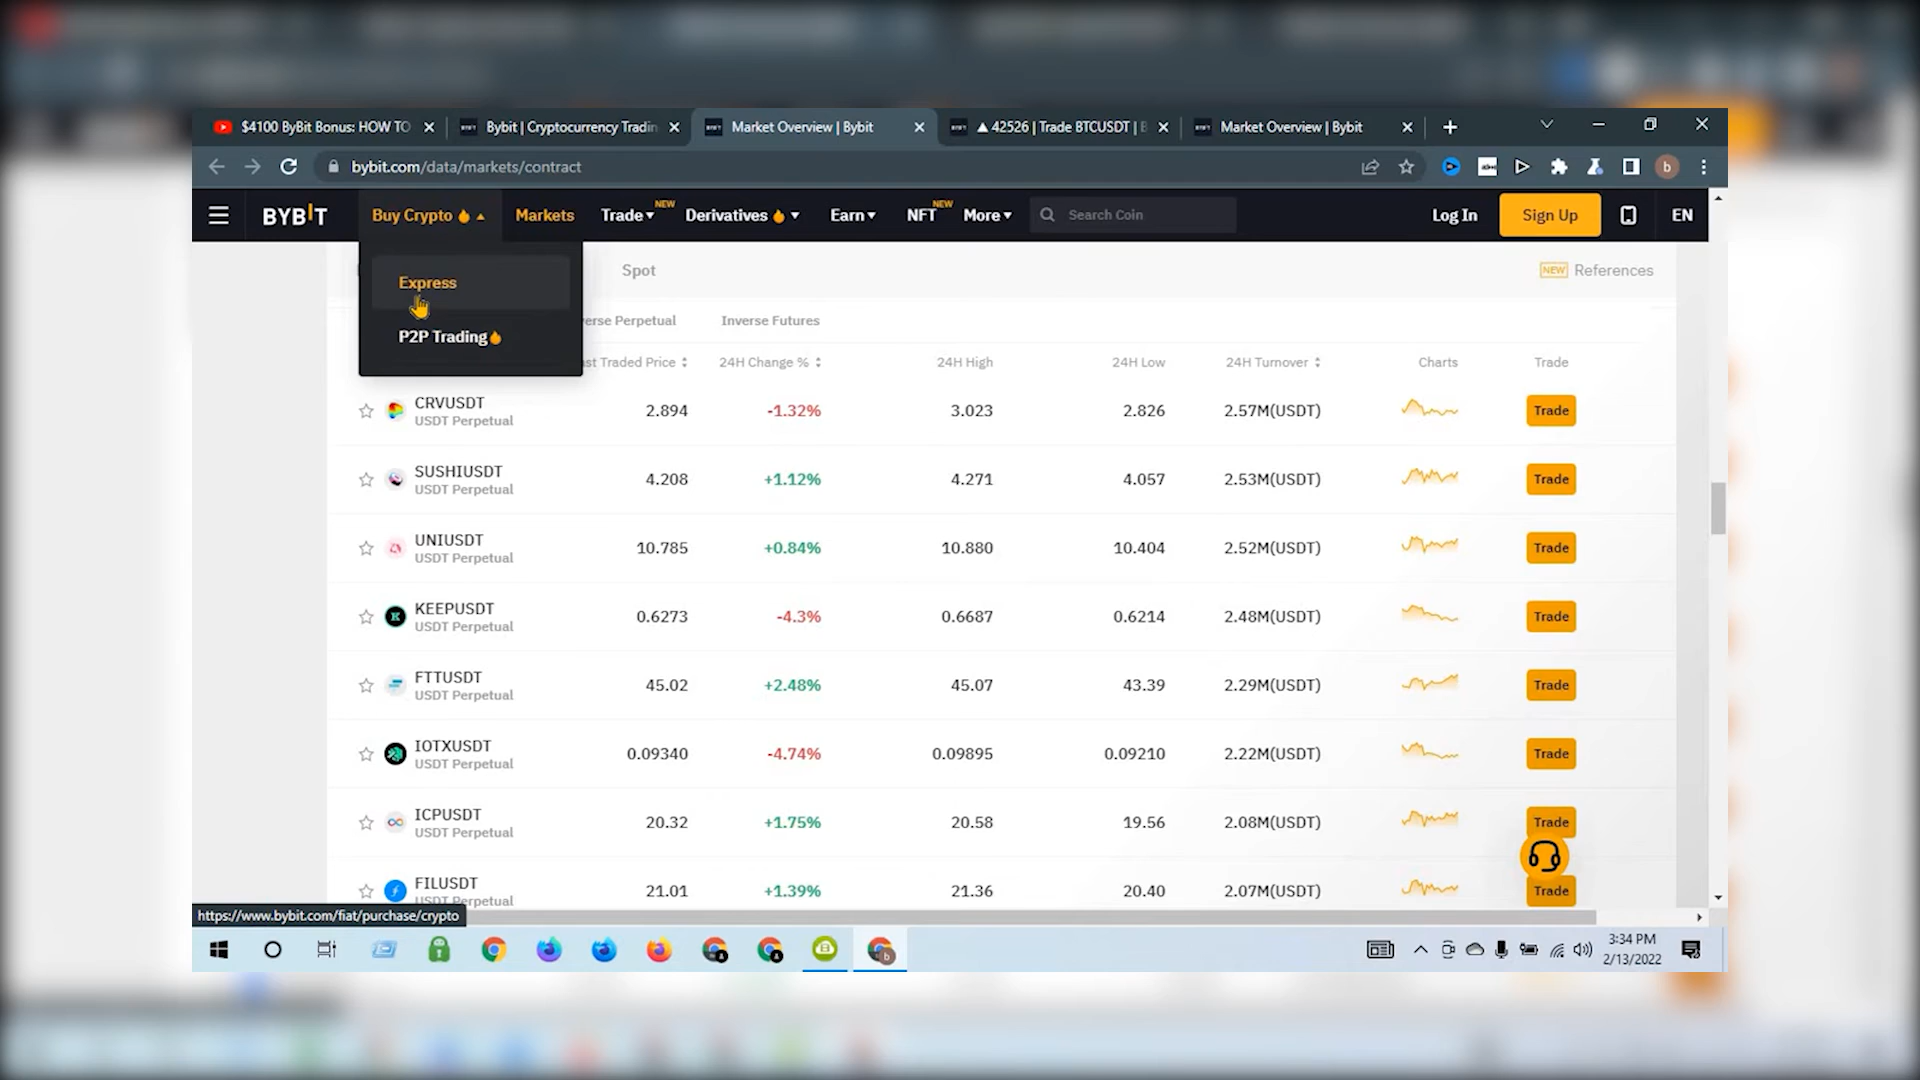 $4100 ByBit Bonus: HOW TO
Bybit | Cryptocurrency Tradin
Market Overview | Bybit
▲42526 | Trade BTCUSDT | B
Market Overview | Bybit
bybit.com/data/markets/contract
b
BYBIT
Buy Crypto
Markets
Trade
NEW
Derivatives
Earn
NFT
NEW
More
Search Coin
Log In
Sign Up
EN
Express
P2P Trading
Spot
NEW References
erse Perpetual
Inverse Futures
st Traded Price
24H Change %
24H High
24H Low
24H Turnover
Charts
Trade
CRVUSDT
USDT Perpetual
2.894 -1.32% 3.023 2.826 2.57M(USDT) Trade
SUSHIUSDT
USDT Perpetual
4.208 +1.12% 4.271 4.057 2.53M(USDT) Trade
UNIUSDT
USDT Perpetual
10.785 +0.84% 10.880 10.404 2.52M(USDT) Trade
KEEPUSDT
USDT Perpetual
0.6273 -4.3% 0.6687 0.6214 2.48M(USDT) Trade
FTTUSDT
USDT Perpetual
45.02 +2.48% 45.07 43.39 2.29M(USDT) Trade
IOTXUSDT
USDT Perpetual
0.09340 -4.74% 0.09895 0.09210 2.22M(USDT) Trade
ICPUSDT
USDT Perpetual
20.32 +1.75% 20.58 19.56 2.08M(USDT) Trade
FILUSDT
USDT Perpetual
21.01 +1.39% 21.36 20.40 2.07M(USDT) Trade
https://www.bybit.com/fiat/purchase/crypto
3:34 PM
2/13/2022